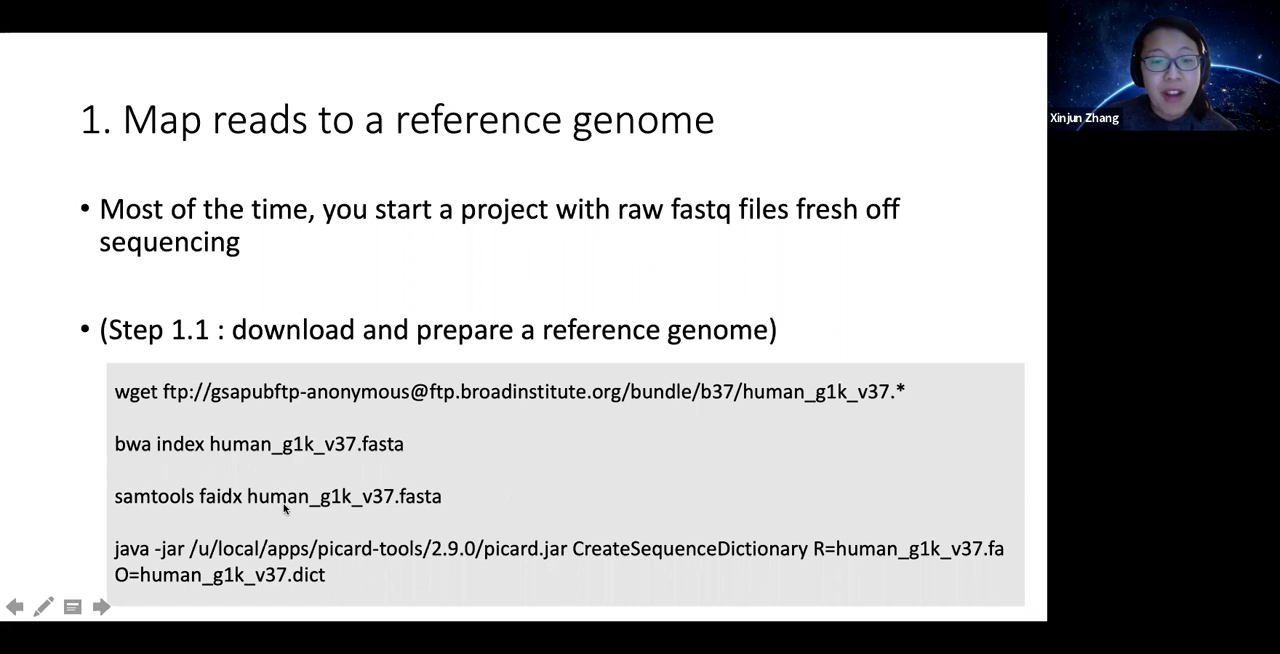 1. Map reads to a reference genome
• Most of the time, you start a project with raw fastq files fresh off
sequencing
• (Step 1.1 : download and prepare a reference genome)
wget ftp://gsapubftp-anonymous@ftp.broadinstitute.org/bundle/b37/human_g1k_v37.*
bwa index human_g1k_v37.fasta
samtools faidx human_g1k_v37.fasta
java -jar /u/local/apps/picard-tools/2.9.0/picard.jar CreateSequenceDictionary R=human_g1k_v37.fa
O=human_g1k_v37.dict
Xinjun Zhang